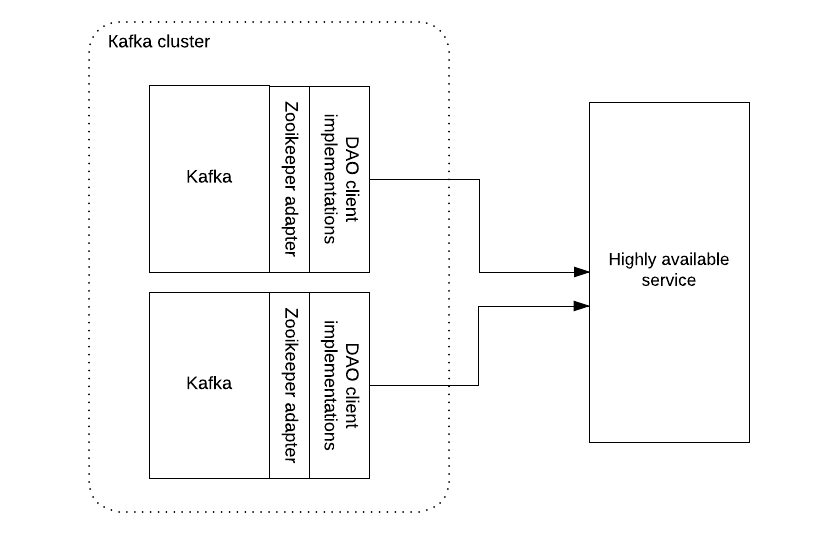 Kafka cluster
Kafka
Zooikeeper adapter
DAO client
implementations
Highly available
service
Kafka
Zooikeeper adapter
DAO client
implementations